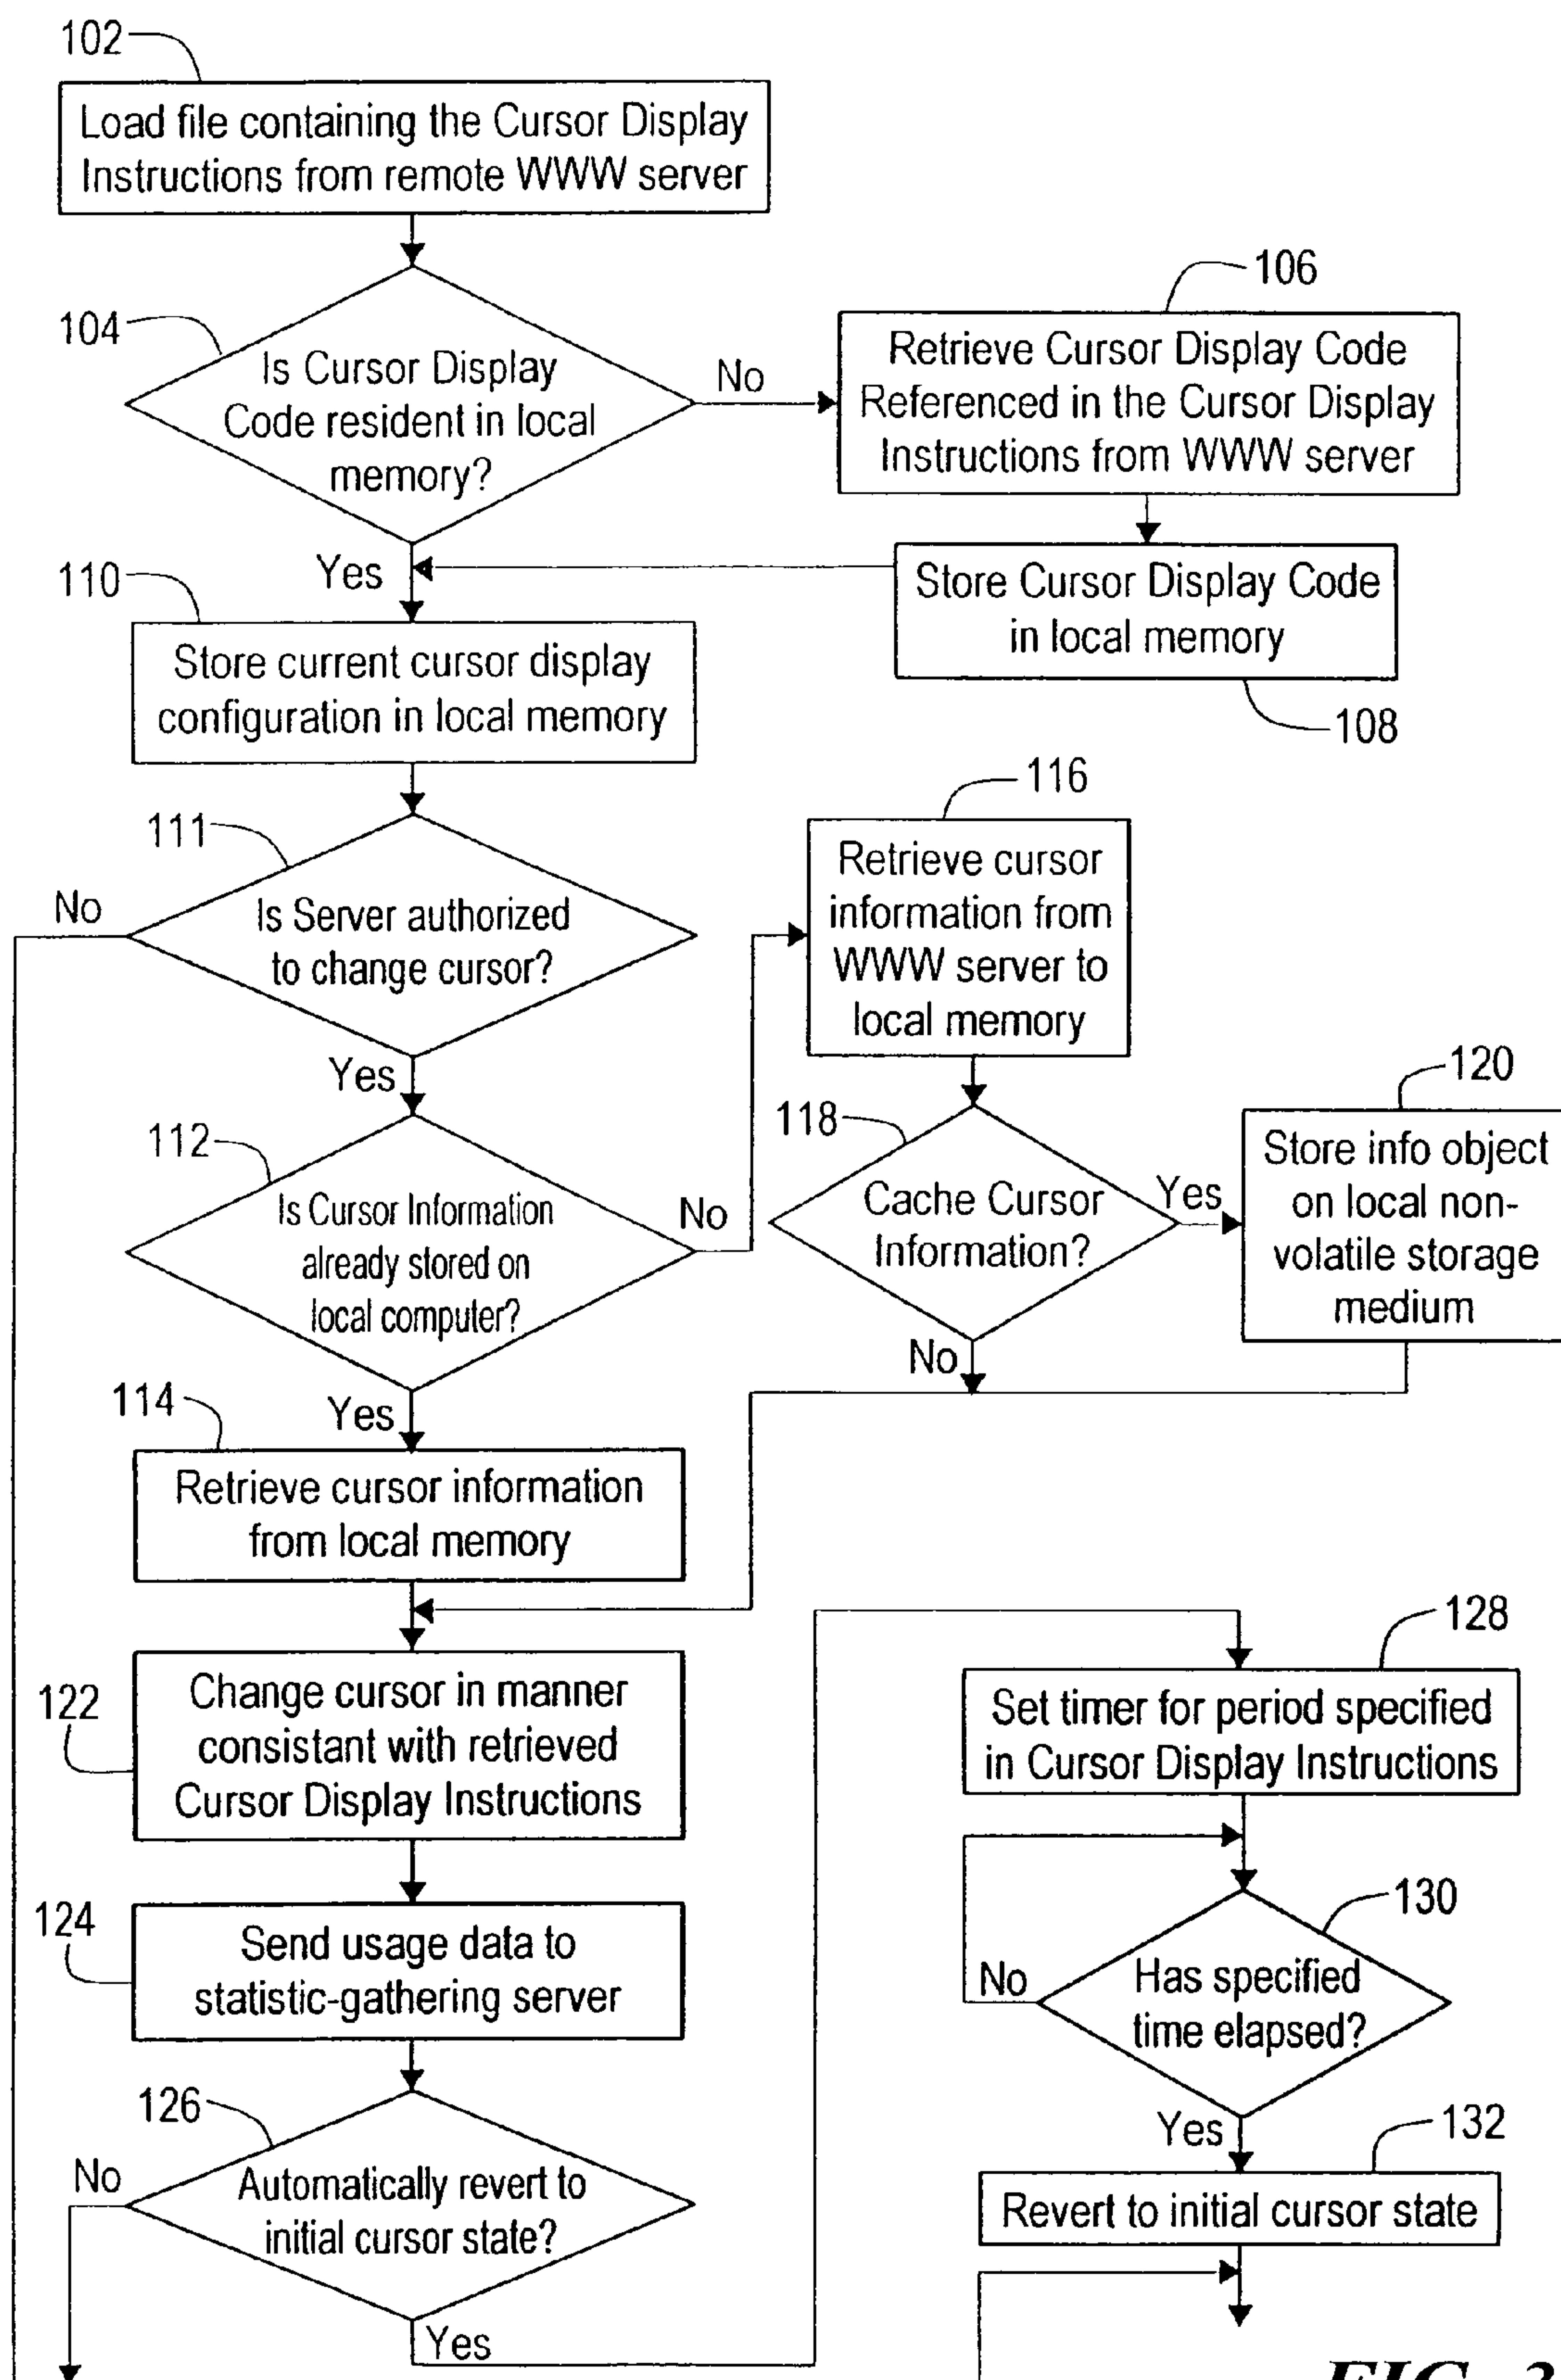 102
Load file containing the Cursor Display
Instructions from remote WWW server
104
Is Cursor Display
Code resident in local
memory?
No
106
Retrieve Cursor Display Code
Referenced in the Cursor Display
Instructions from WWW server
Yes
Store Cursor Display Code
in local memory
108
110
Store current cursor display
configuration in local memory
111
No
Is Server authorized
to change cursor?
Yes
116
Retrieve cursor
information from
WWW server to
local memory
112
Is Cursor Information
already stored on
local computer?
No
118
Cache Cursor
Information?
Yes
120
Store info object
on local non-
volatile storage
medium
No
Yes
114
Retrieve cursor information
from local memory
122
Change cursor in manner
consistant with retrieved
Cursor Display Instructions
124
Send usage data to
statistic-gathering server
126
No
Automatically revert to
initial cursor state?
Yes
128
Set timer for period specified
in Cursor Display Instructions
130
No
Has specified
time elapsed?
Yes
132
Revert to initial cursor state
FIG. 3